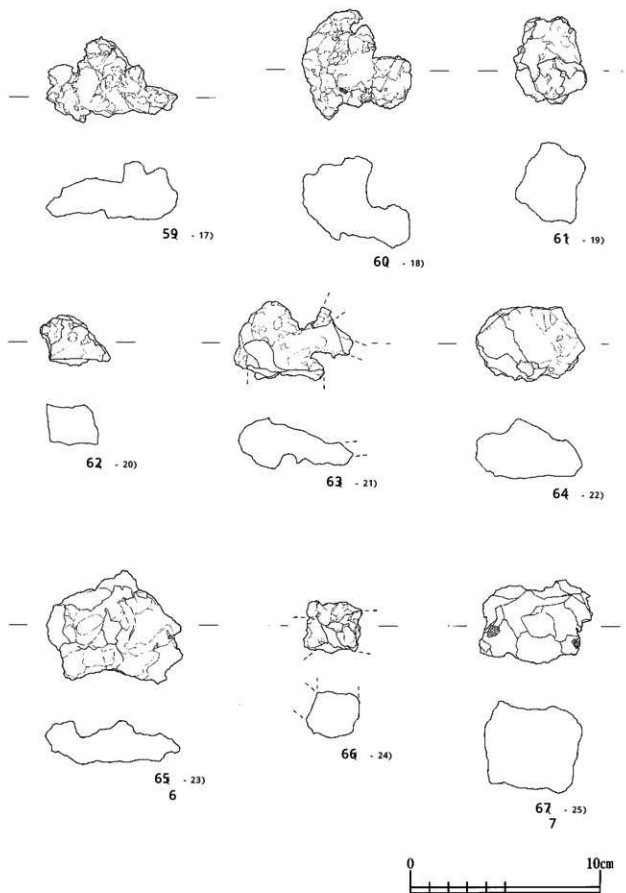 59( - 17)
60( - 18)
61( - 19)
62( - 20)
63( - 21)
64( - 22)
65( - 23)
6
66( - 24)
67( - 25)
7
0 10cm